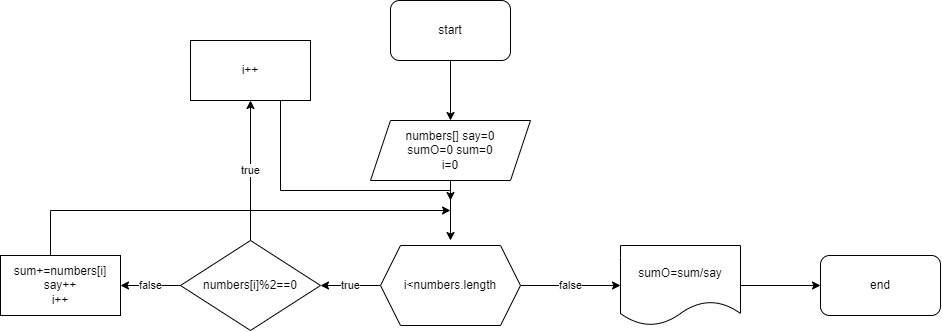 start
i++
numbers[] say=0
sumO=0 sum=0
i=0
true
sum+=numbers[i]
say++
i++
false
numbers[i]%2==0
true
i<numbers.length
false
sumO=sum/say
end